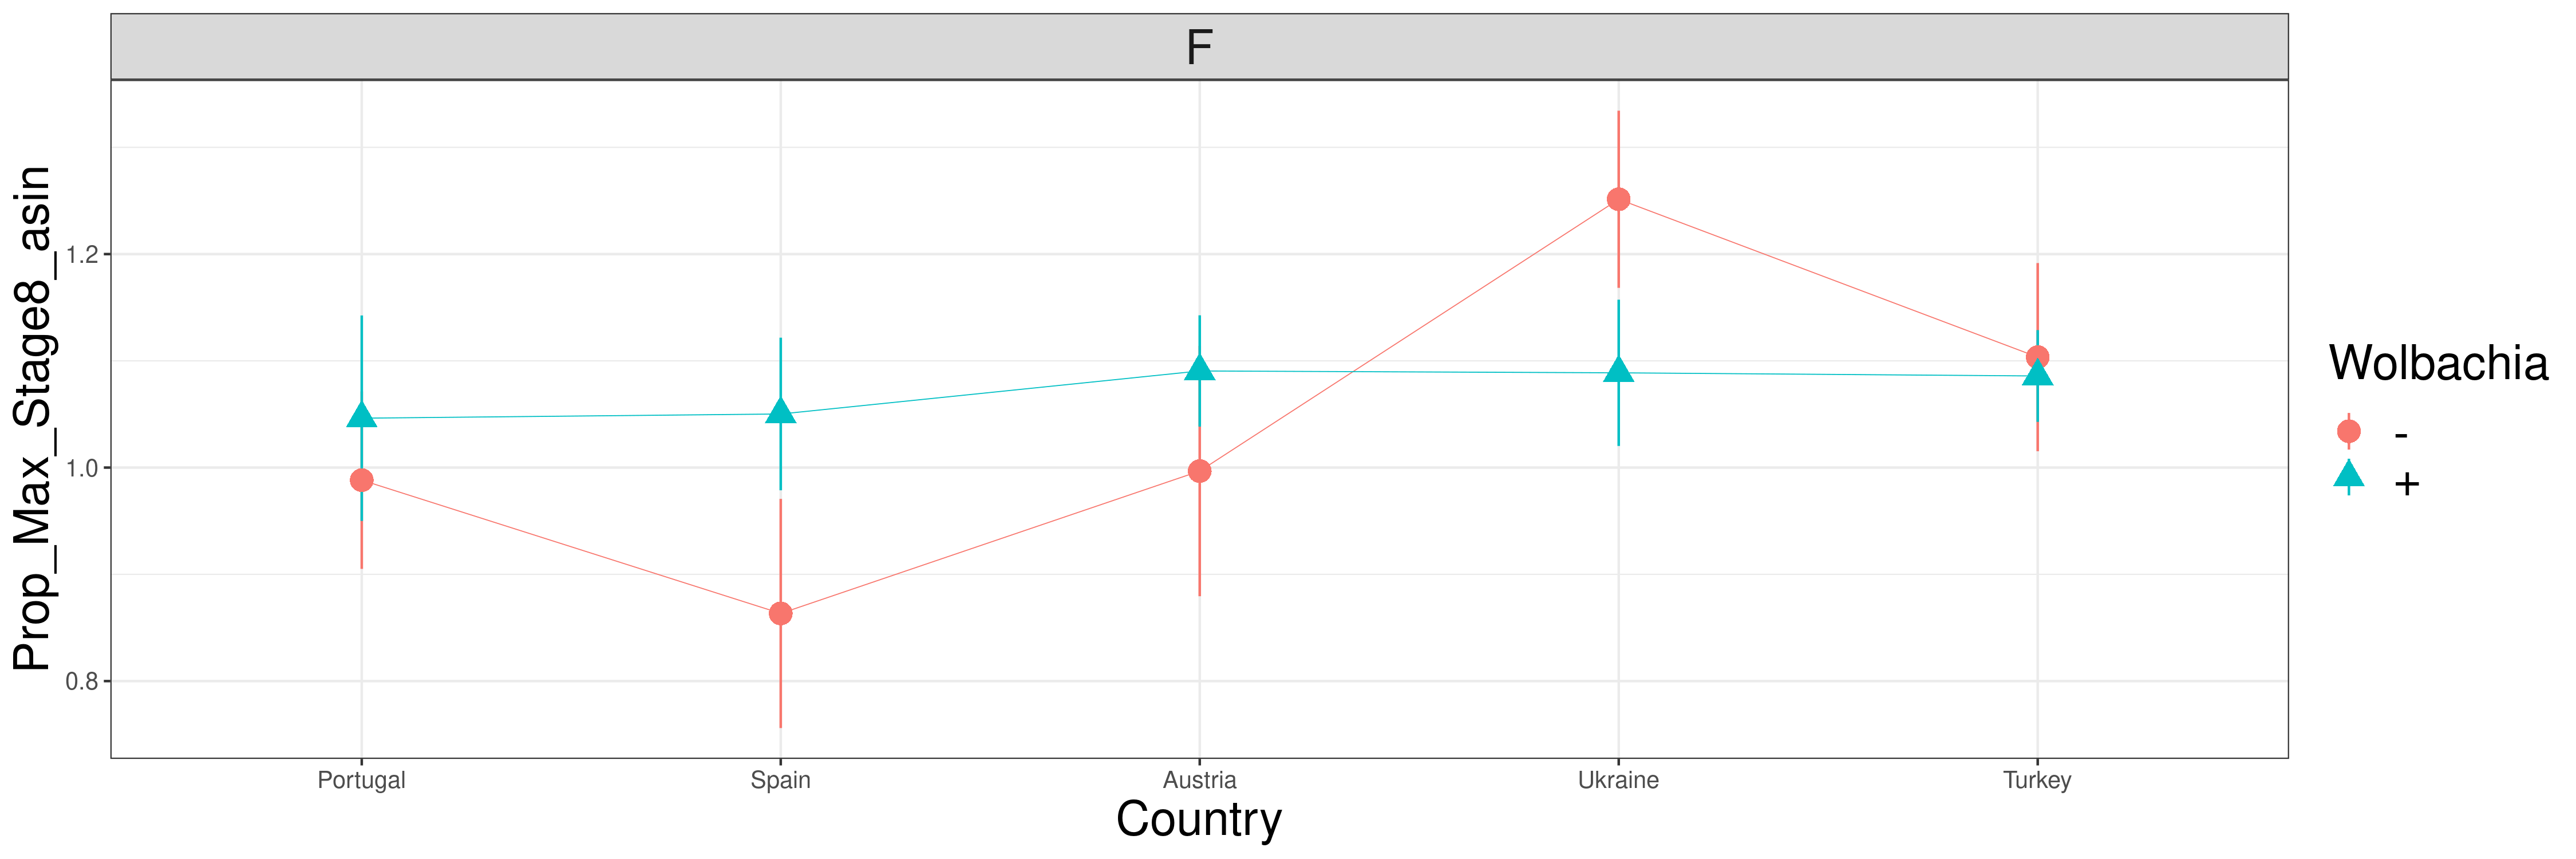 F
Prop_Max_Stage8_asin
1.2
1.0
0.8
Portugal Spain Austria Ukraine Turkey
Country
Wolbachia
-
+